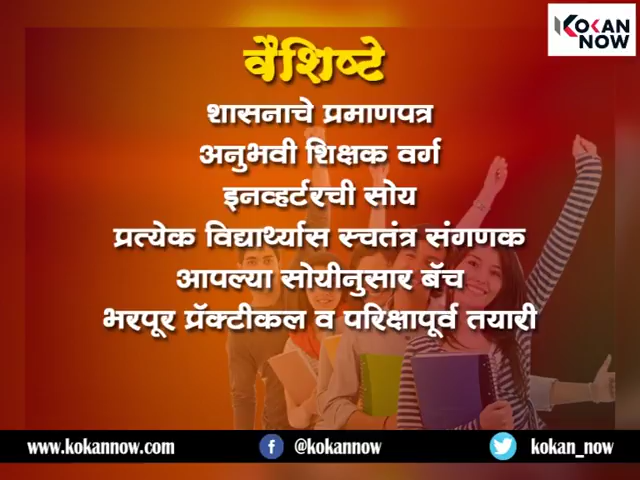 KOKAN
NOW
वैशिष्टे
शासनाचे प्रमाणपत्र
अनुभवी शिक्षक वर्ग
इनव्हर्टरची सोय
प्रत्येक विद्यार्थ्यास स्वतंत्र संगणक
आपल्या सोयीनुसार बॅच
भरपूर प्रॅक्टीकल व परिक्षापूर्व तयारी
www.kokannow.com @kokannow kokan_now